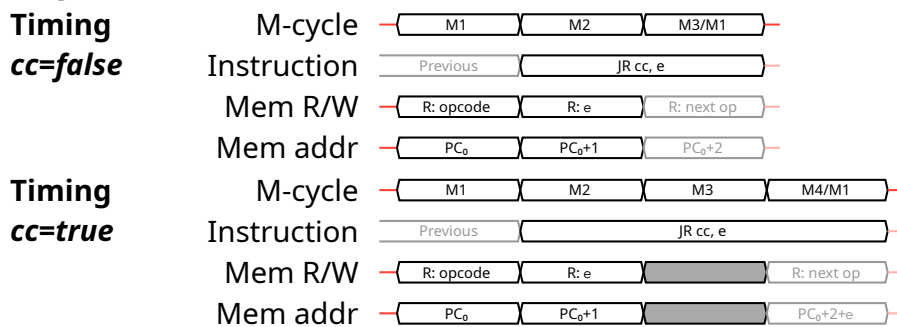 Timing M-cycle M1 M2 M3/M1
cc=false Instruction Previous JR cc, e
Mem R/W R: opcode R: e R: next op
Mem addr PC₀ PC₀+1 PC₀+2
Timing M-cycle M1 M2 M3 M4/M1
cc=true Instruction Previous JR cc, e
Mem R/W R: opcode R: e R: next op
Mem addr PC₀ PC₀+1 PC₀+2+e